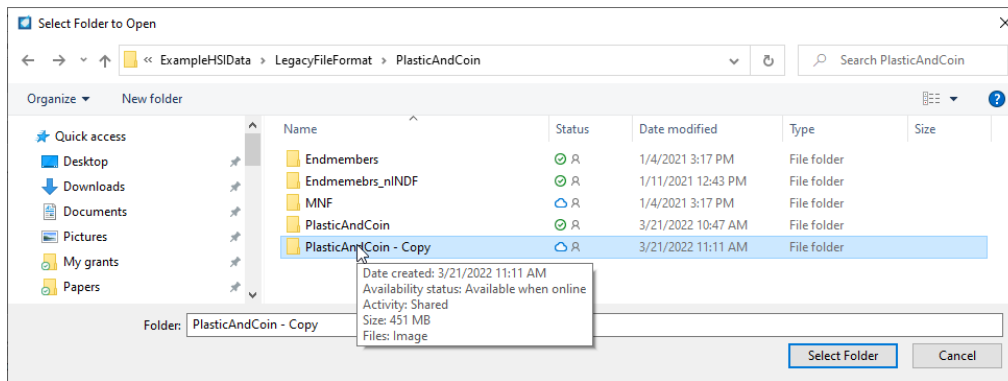 Select Folder to Open
« ExampleHSIData > LegacyFileFormat > PlasticAndCoin
Search PlasticAndCoin
Organize New folder
Name Status Date modified Type Size
Quick access
Desktop
Downloads
Documents
Pictures
My grants
Papers
Endmembers 1/4/2021 3:17 PM File folder
Endmemebrs_nINDF 1/11/2021 12:43 PM File folder
MNF 1/4/2021 3:17 PM File folder
PlasticAndCoin 3/21/2022 10:47 AM File folder
PlasticAndCoin - Copy 3/21/2022 11:11 AM File folder
Date created: 3/21/2022 11:11 AM
Availability status: Available when online
Activity: Shared
Size: 451 MB
Files: Image
Folder: PlasticAndCoin - Copy
Select Folder Cancel